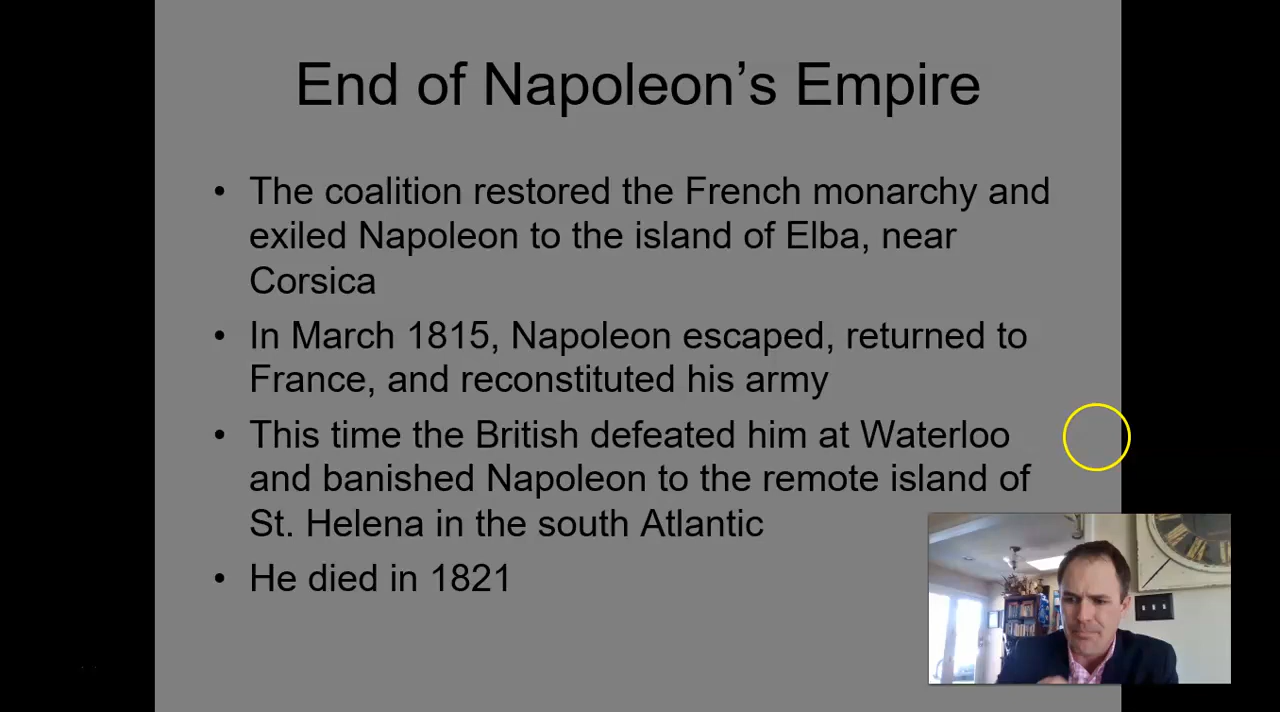 End of Napoleon’s Empire
• The coalition restored the French monarchy and
exiled Napoleon to the island of Elba, near
Corsica
• In March 1815, Napoleon escaped, returned to
France, and reconstituted his army
• This time the British defeated him at Waterloo
and banished Napoleon to the remote island of
St. Helena in the south Atlantic
• He died in 1821